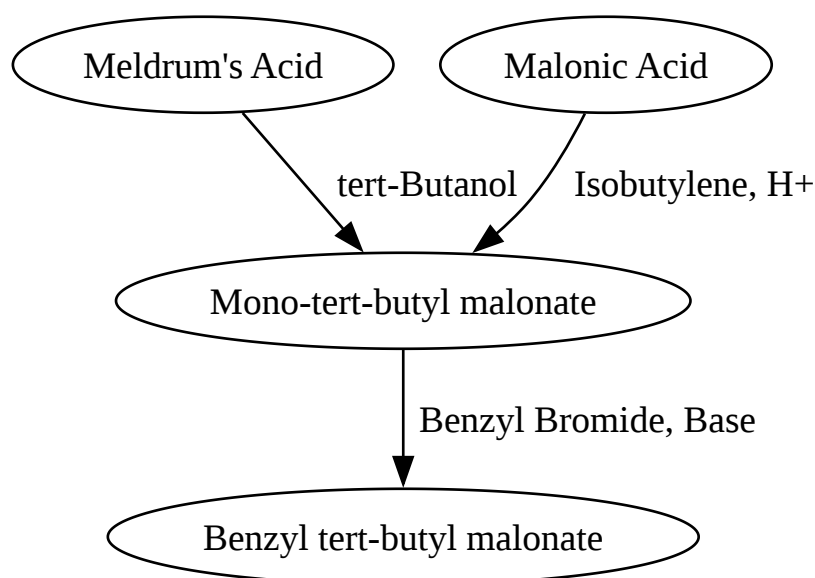 Meldrum's Acid
Malonic Acid
tert-Butanol
Isobutylene, H+
Mono-tert-butyl malonate
Benzyl Bromide, Base
Benzyl tert-butyl malonate